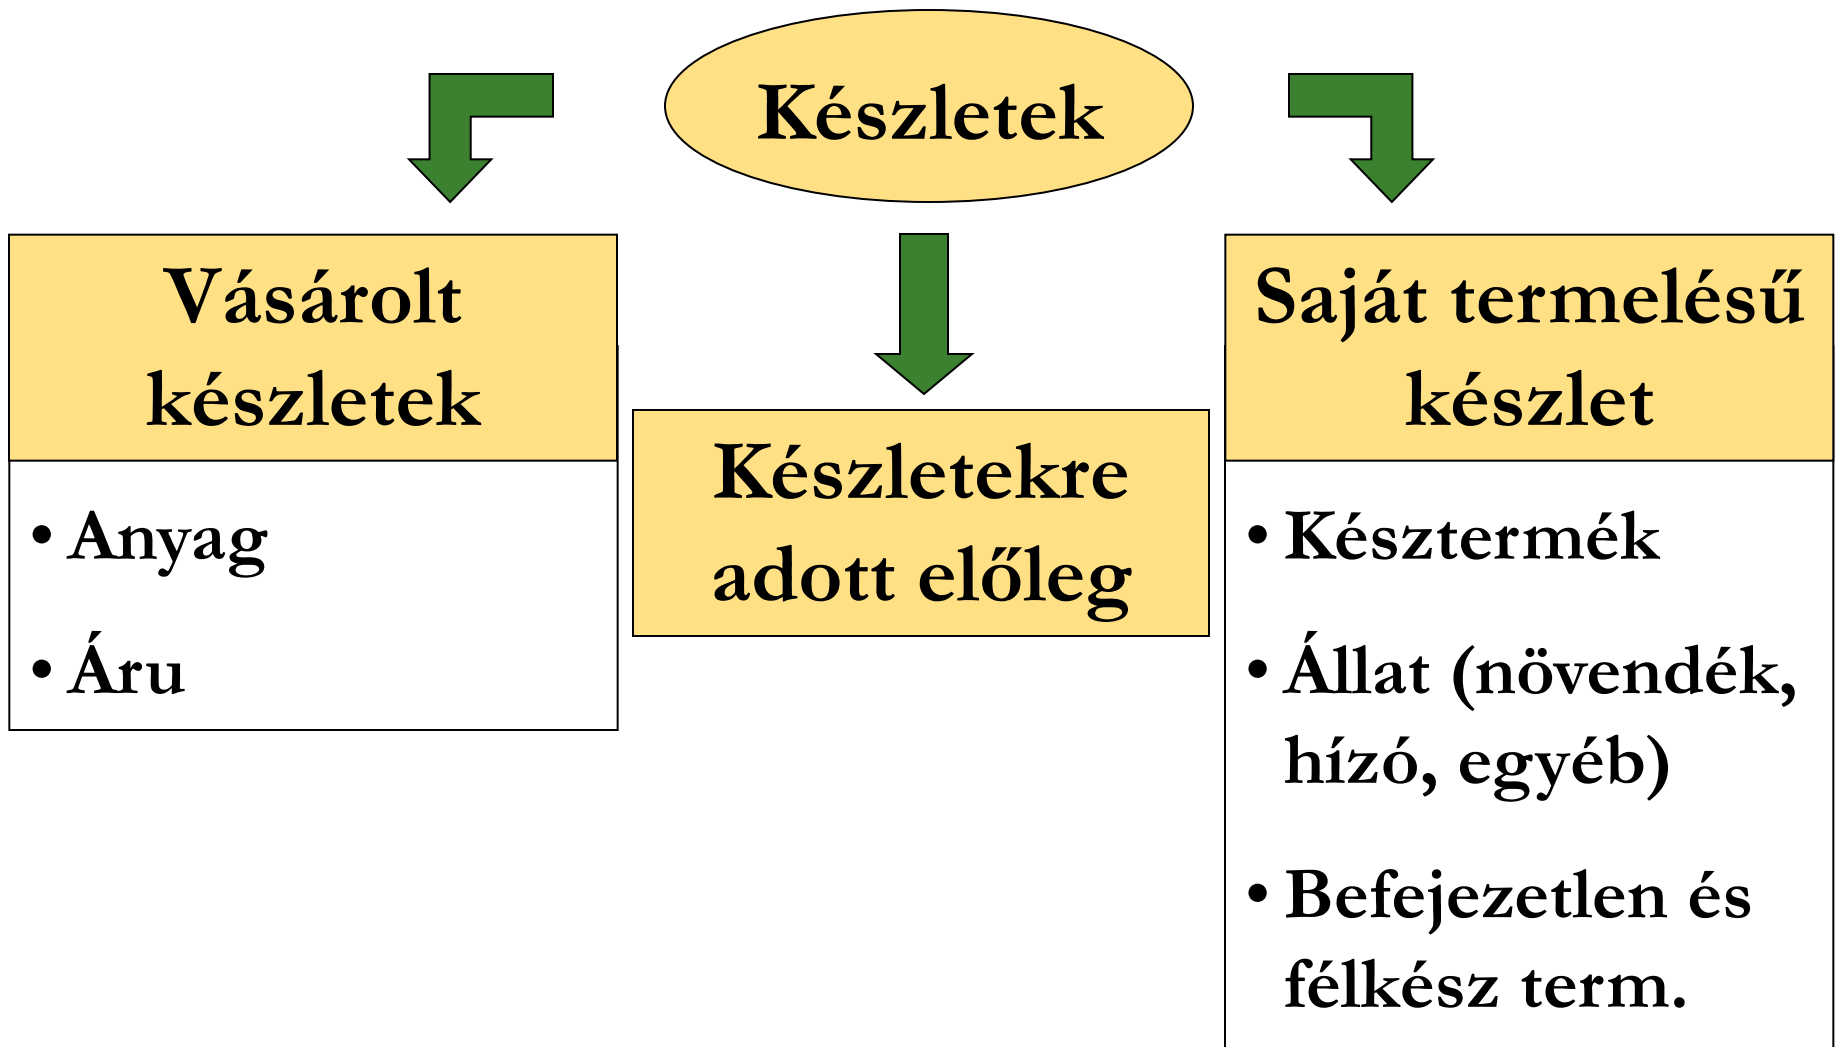 Készletek
Vásárolt
készletek
• Anyag
• Áru
Készletekre
adott előleg
Saját termelésű
készlet
• Késztermék
• Állat (növendék,
hízó, egyéb)
• Befejezetlen és
félkész term.